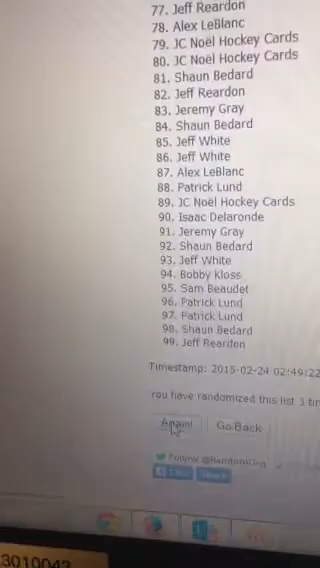 77. Jeff Reardon
78. Alex LeBlanc
79. JC Noël Hockey Cards
80. JC Noël Hockey Cards
81. Shaun Bedard
82. Jeff Reardon
83. Jeremy Gray
84. Shaun Bedard
85. Jeff White
86. Jeff White
87. Alex LeBlanc
88. Patrick Lund
89. JC Noël Hockey Cards
90. Isaac Delaronde
91. Jeremy Gray
92. Shaun Bedard
93. Jeff White
94. Bobby Kloss
95. Sam Beaudet
96. Patrick Lund
97. Patrick Lund
98. Shaun Bedard
99. Jeff Reardon
Timestamp: 2015-02-24 02:49:22
you have randomized this list 3 tim
Again! Go Back
Follow @RandomOrg
3010043